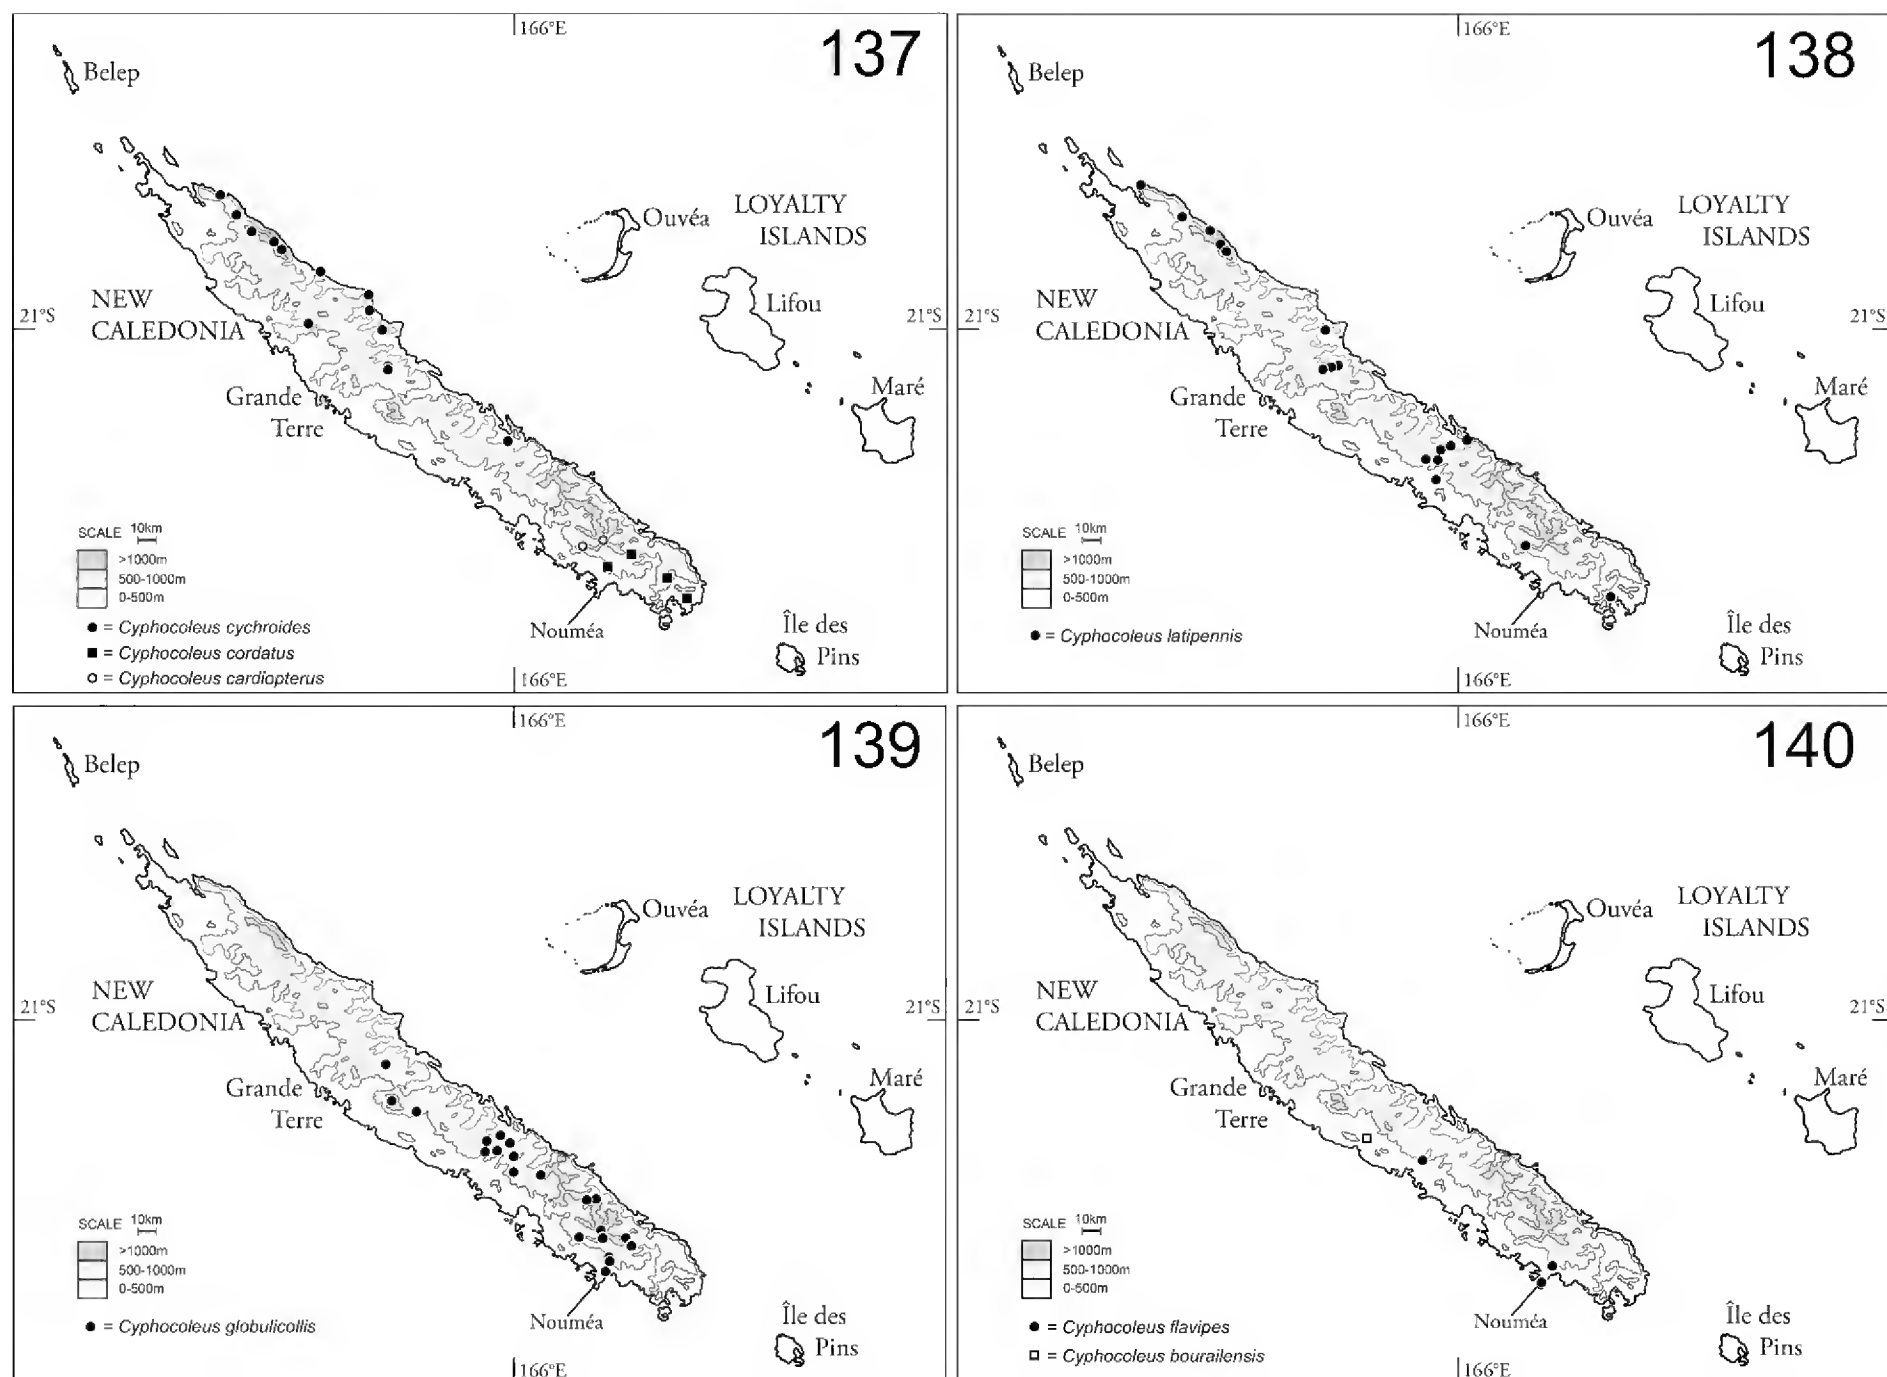 166°E
137
Belep
Ouvéa
LOYALTY
ISLANDS
Lifou
NEW
CALEDONIA
21°S
21°S
Maré
Grande
Terre
SCALE 10km
>1000m
500-1000m
0-500m
Nouméa
Île des
Pins
● = Cyphocoleus cychroides
■ = Cyphocoleus cordatus
○ = Cyphocoleus cardiopterus
166°E
166°E
138
Belep
Ouvéa
LOYALTY
ISLANDS
Lifou
NEW
CALEDONIA
21°S
Maré
Grande
Terre
SCALE 10km
>1000m
500-1000m
0-500m
Nouméa
Île des
Pins
● = Cyphocoleus latipennis
166°E
166°E
139
Belep
Ouvéa
LOYALTY
ISLANDS
Lifou
NEW
CALEDONIA
21°S
21°S
Maré
Grande
Terre
SCALE 10km
>1000m
500-1000m
0-500m
Nouméa
Île des
Pins
● = Cyphocoleus globulicollis
166°E
166°E
140
Belep
Ouvéa
LOYALTY
ISLANDS
Lifou
NEW
CALEDONIA
21°S
Maré
Grande
Terre
SCALE 10km
>1000m
500-1000m
0-500m
Nouméa
Île des
Pins
● = Cyphocoleus flavipes
□ = Cyphocoleus bourailensis
166°E